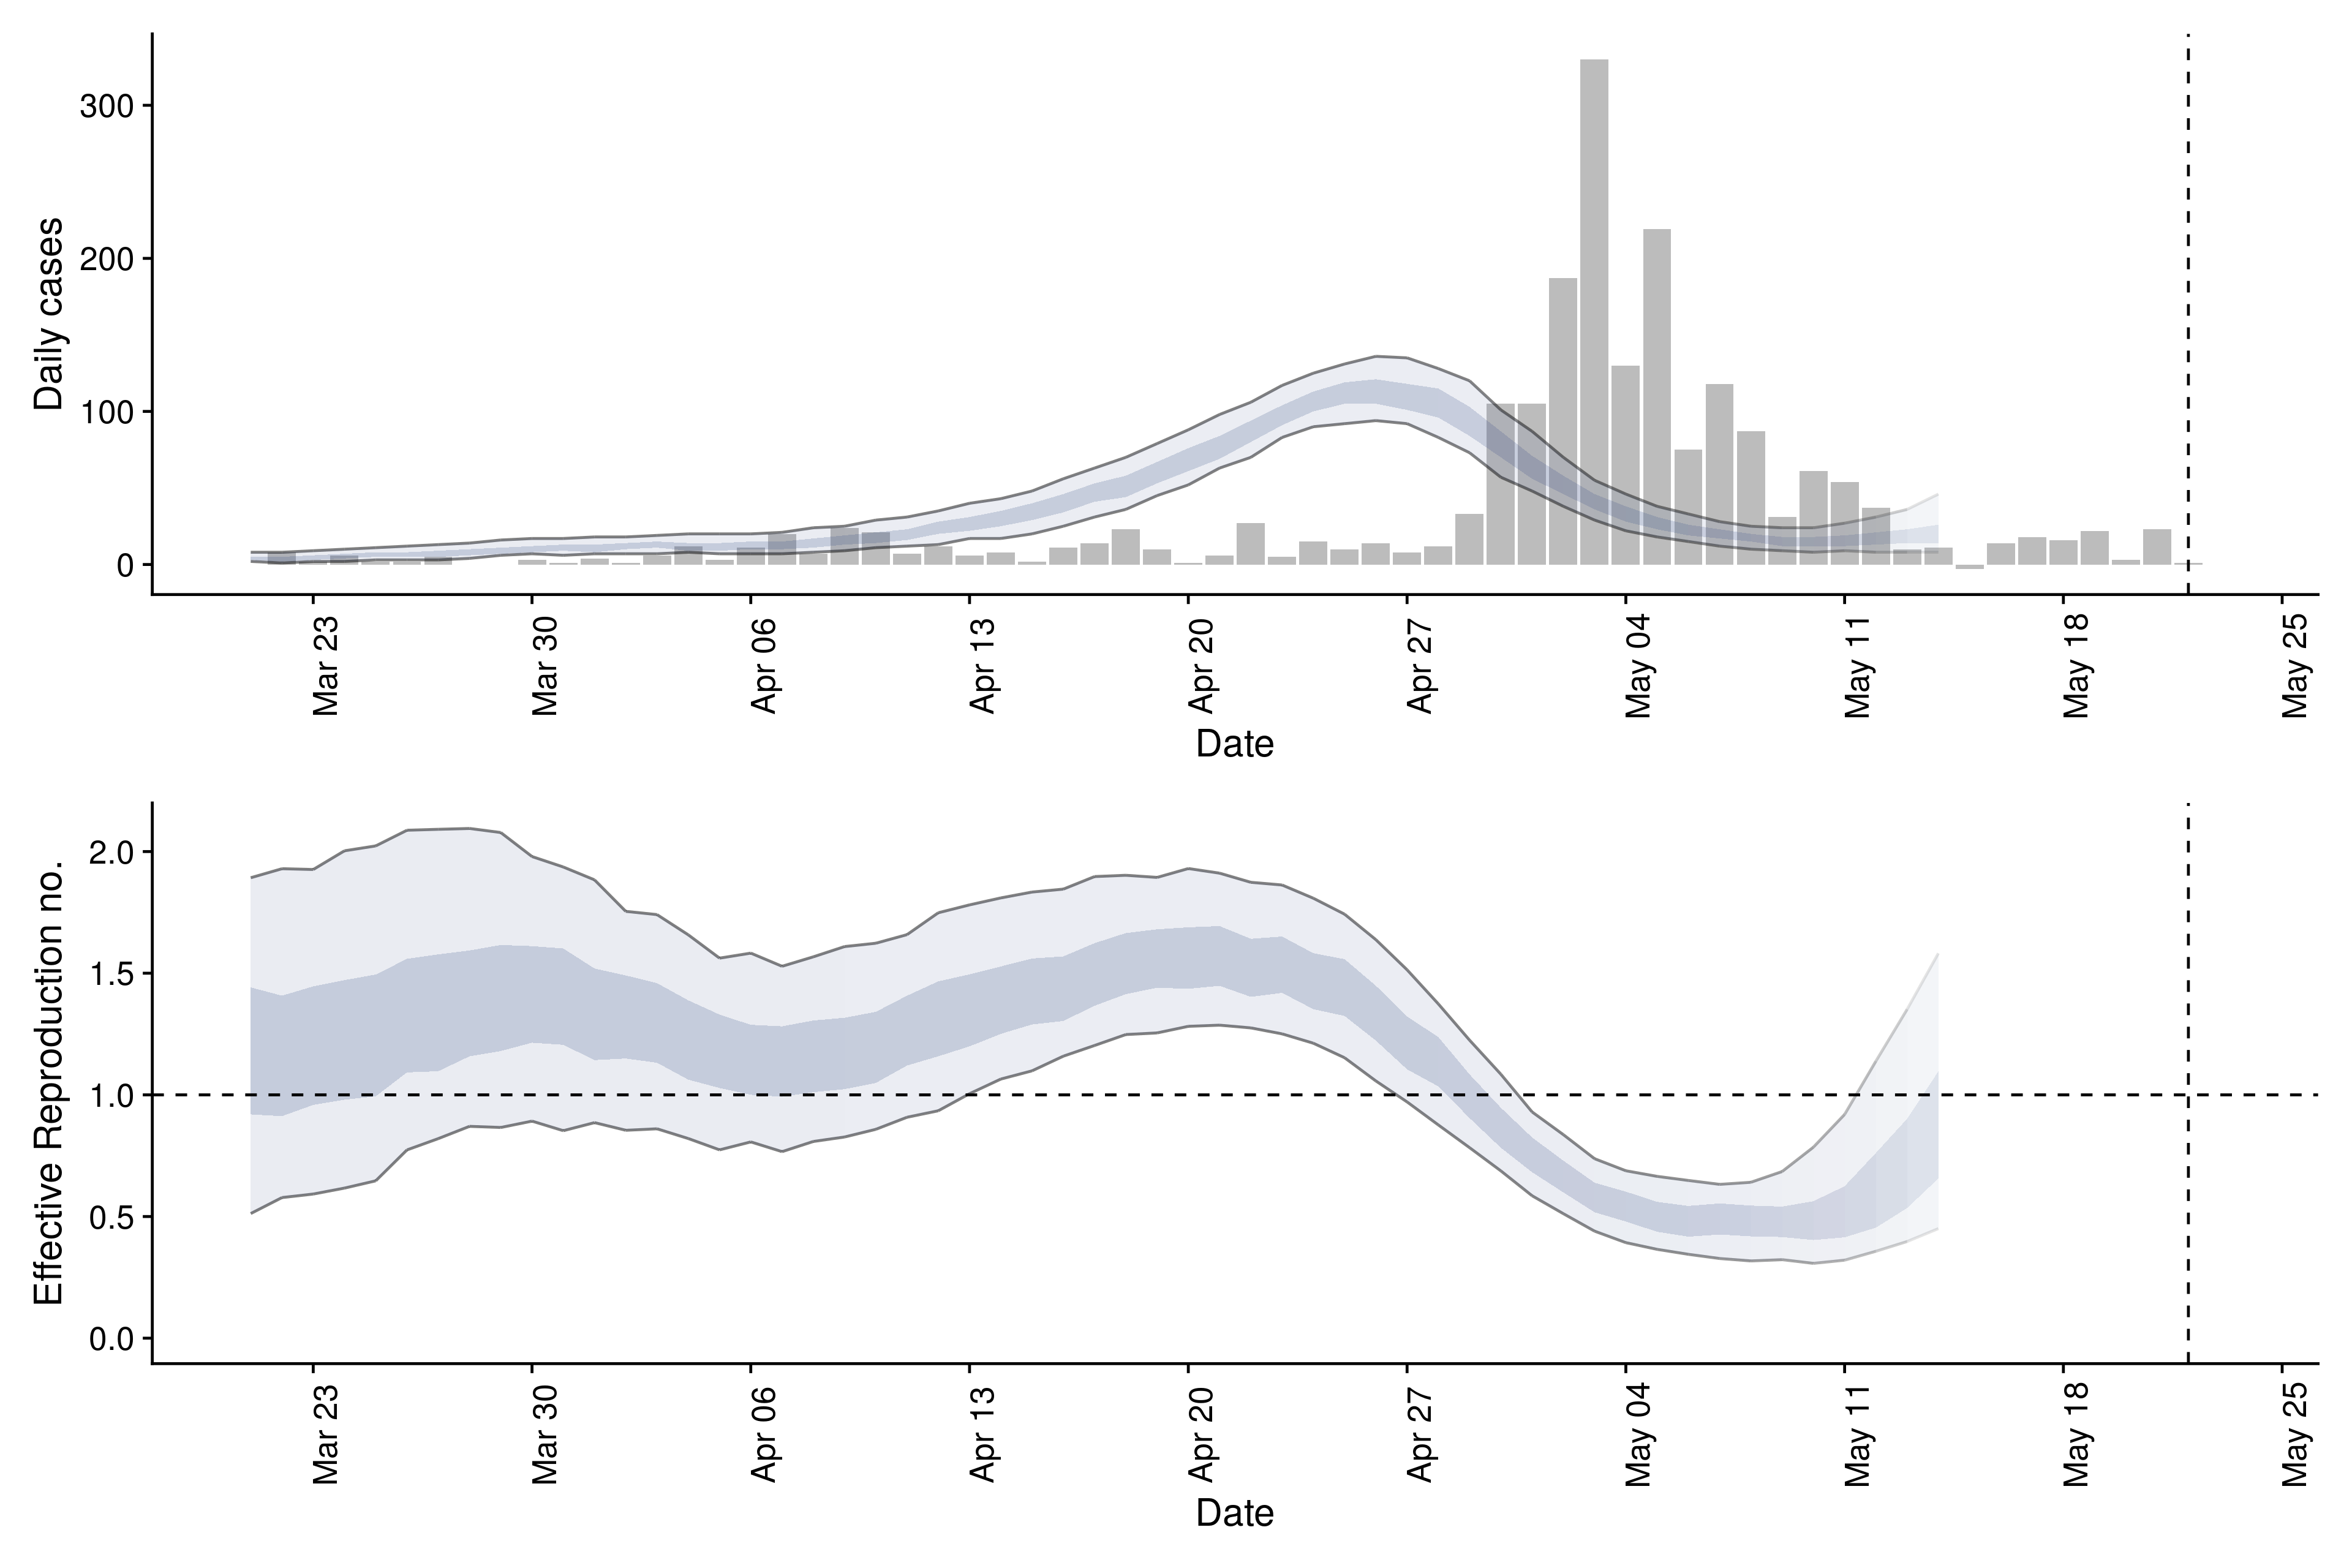 Daily cases
300
200
100
0
Mar 23
Mar 30
Apr 06
Apr 13
Apr 20
Apr 27
May 04
May 11
May 18
May 25
Date
Effective Reproduction no.
2.0
1.5
1.0
0.5
0.0
Mar 23
Mar 30
Apr 06
Apr 13
Apr 20
Apr 27
May 04
May 11
May 18
May 25
Date